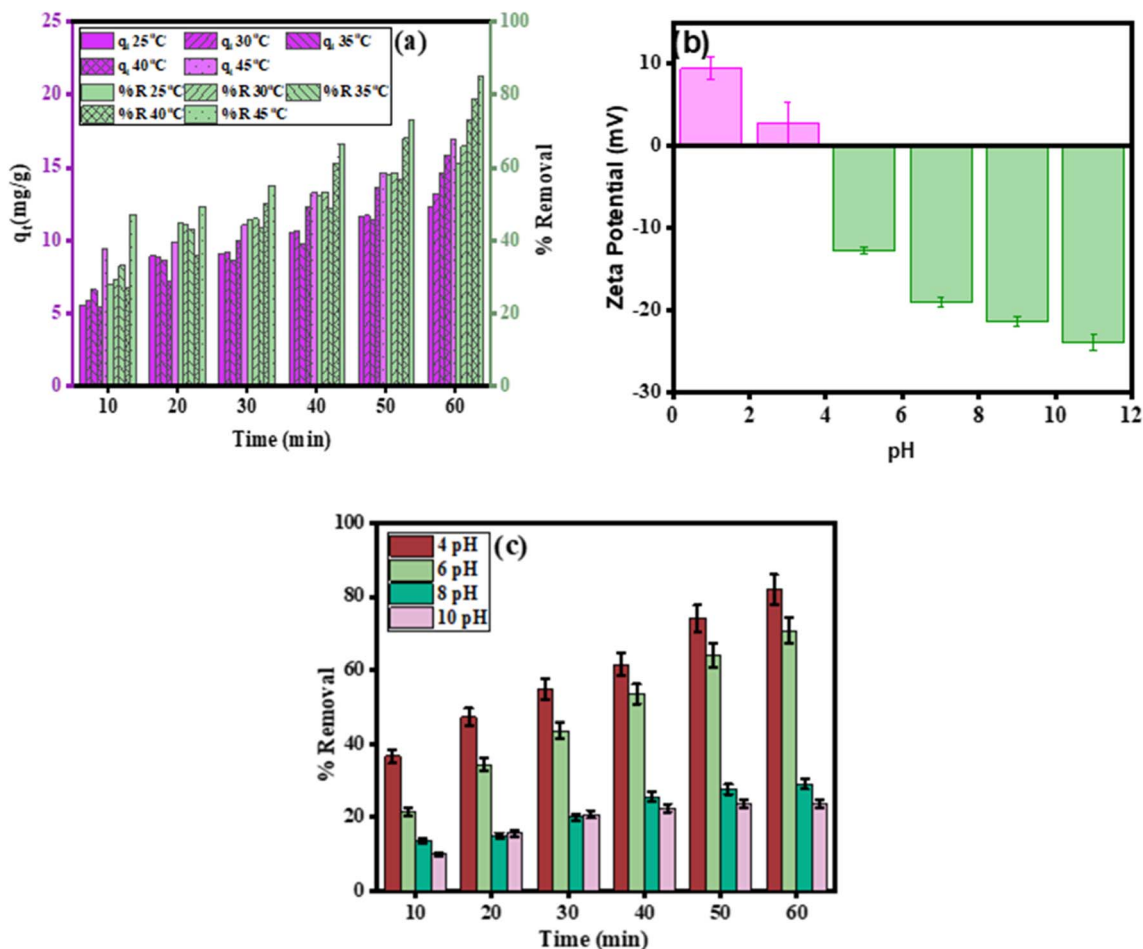 (a)
qt 25°C qt 30°C qt 35°C
qt 40°C qt 45°C
%R 25°C %R 30°C %R 35°C
%R 40°C %R 45°C
25
20
15
10
5
0
qt(mg/g)
100
80
60
40
20
0
% Removal
10 20 30 40 50 60
Time (min)
(b)
10
0
-10
-20
-30
Zeta Potential (mV)
0 2 4 6 8 10 12
pH
(c)
4 pH
6 pH
8 pH
10 pH
100
80
60
40
20
0
% Removal
10 20 30 40 50 60
Time (min)